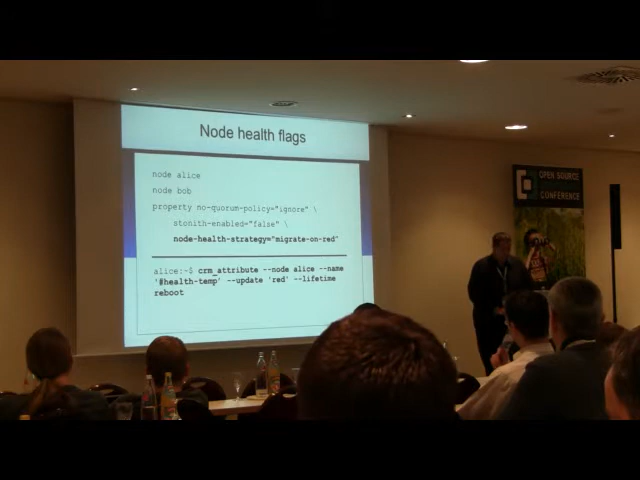 Node health flags
node alice
node bob
property no-quorum-policy="ignore" \
stonith-enabled="false" \
node-health-strategy="migrate-on-red"
alice:~$ crm_attribute --node alice --name
'#health-temp' --update 'red' --lifetime
reboot
OPEN SOURCE
CONFERENCE